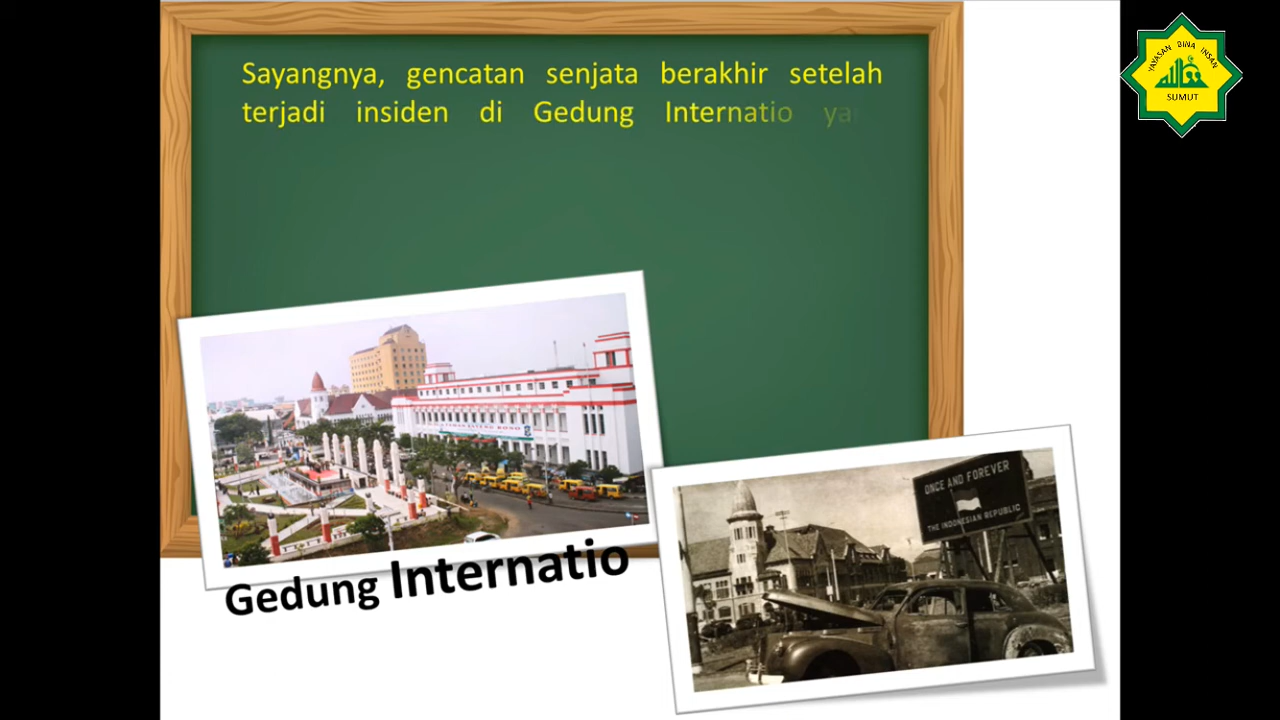 Sayangnya, gencatan senjata berakhir setelah
terjadi insiden di Gedung Internatio
Gedung Internatio
ONCE AND FOREVER
THE INDONESIAN REPUBLIC
YAYASAN BINA INSAN
SUMUT